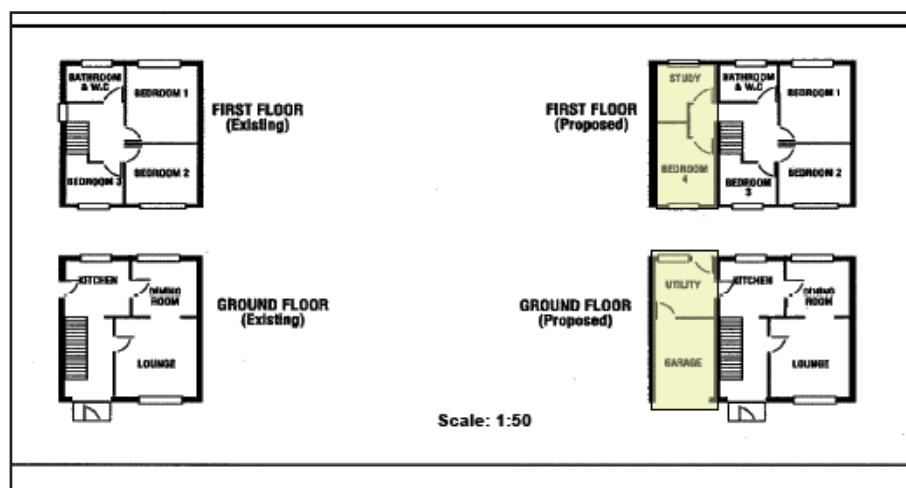 BATHROOM
& W.C
BEDROOM 1
BEDROOM 3
BEDROOM 2
FIRST FLOOR
(Existing)
FIRST FLOOR
(Proposed)
STUDY
BATHROOM
& W.C
BEDROOM 1
BEDROOM
4
BEDROOM
3
BEDROOM 2
KITCHEN
DINING
ROOM
LOUNGE
GROUND FLOOR
(Existing)
GROUND FLOOR
(Proposed)
UTILITY
KITCHEN
DINING
ROOM
GARAGE
LOUNGE
Scale: 1:50